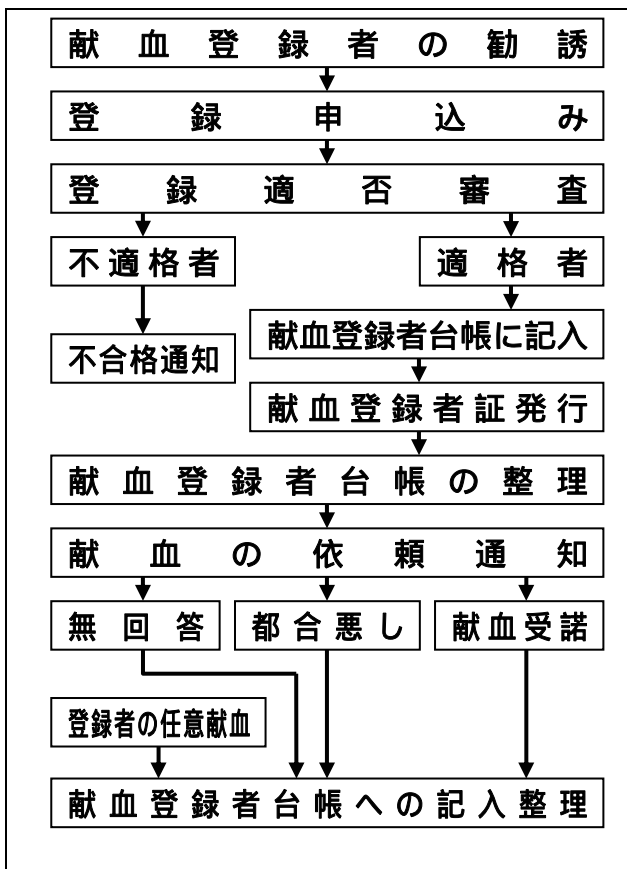 献血登録者の勧誘
登録申込み
登録適否審査
不適格者
適格者
献血登録者台帳に記入
不合格通知
献血登録者証発行
献血登録者台帳の整理
献血の依頼通知
無回答
都合悪し
献血受諾
登録者の任意献血
献血登録者台帳への記入整理